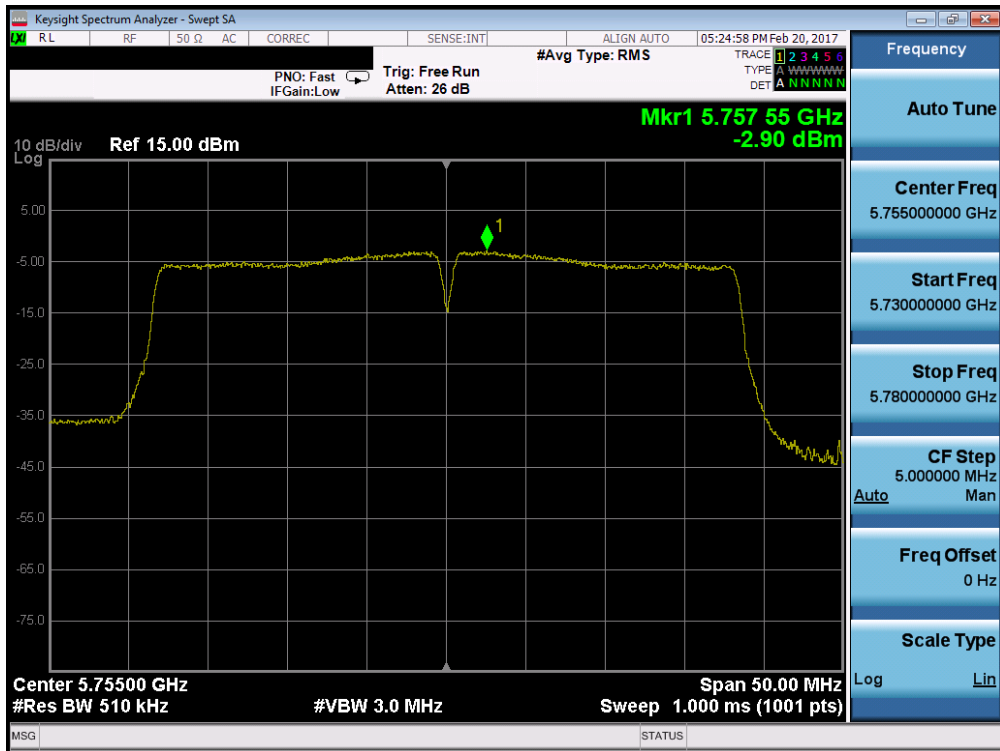 Keysight Spectrum Analyzer - Swept SA
LXI RL RF 50 Ω AC CORREC SENSE:INT ALIGN AUTO 05:24:58 PM Feb 20, 2017
#Avg Type: RMS TRACE 1 2 3 4 5 6
PNO: Fast Trig: Free Run TYPE A WWWWW
IFGain:Low Atten: 26 dB DET A N N N N N
Mkr1 5.757 55 GHz
-2.90 dBm
10 dB/div Ref 15.00 dBm
Log
1
5.00
-5.00
-15.0
-25.0
-35.0
-45.0
-55.0
-65.0
-75.0
Center 5.75500 GHz Span 50.00 MHz
#Res BW 510 kHz #VBW 3.0 MHz Sweep 1.000 ms (1001 pts)
MSG STATUS
Frequency
Auto Tune
Center Freq
5.755000000 GHz
Start Freq
5.730000000 GHz
Stop Freq
5.780000000 GHz
CF Step
5.000000 MHz
Auto Man
Freq Offset
0 Hz
Scale Type
Log Lin